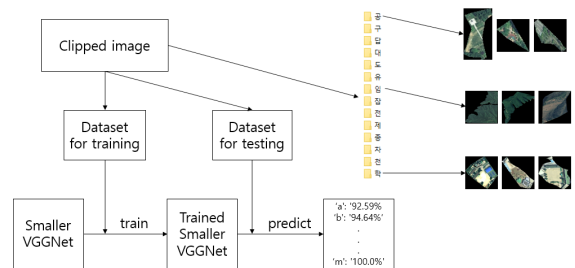 Clipped image
Dataset
for training
Dataset
for testing
Smaller
VGGNet
train
Trained
Smaller
VGGNet
predict
'a': '92.59%
'b': '94.64%'
.
.
.
'm': '100.0%'
공
구
답
대
도
유
임
잡
전
제
종
차
천
학